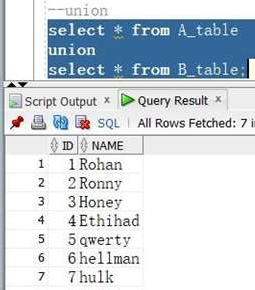 --union
select * from A_table
union
select * from B_table;
Script Output × Query Result ×
SQL | All Rows Fetched: 7 i
ID NAME
1 1 Rohan
2 2 Ronny
3 3 Honey
4 4 Ethihad
5 5 qwerty
6 6 hellman
7 7 hulk